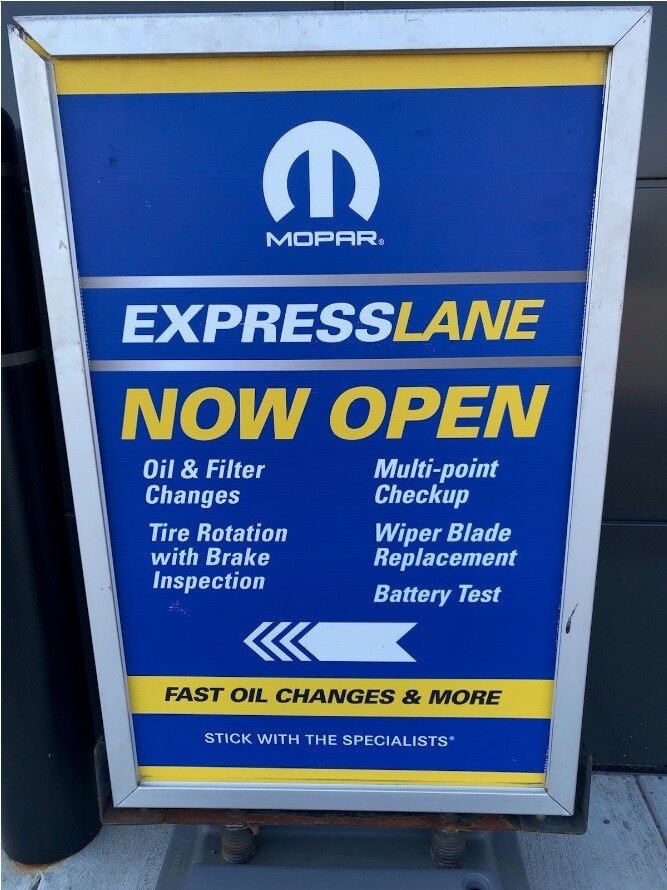 MOPAR®
EXPRESSLANE
NOW OPEN
Oil & Filter
Changes
Tire Rotation
with Brake
Inspection
Multi-point
Checkup
Wiper Blade
Replacement
Battery Test
FAST OIL CHANGES & MORE
STICK WITH THE SPECIALISTS®